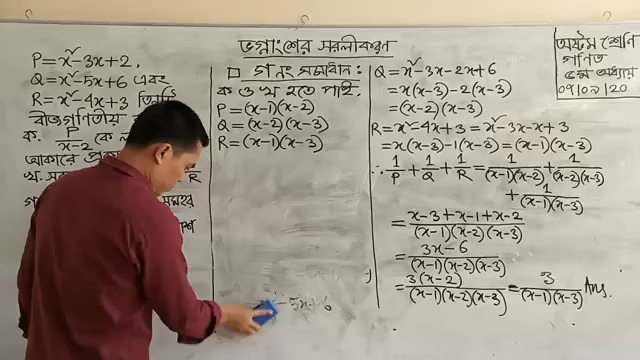 ভগ্নাংশের সরলীকরণ
অষ্টম শ্রেণি
গণিত
৫ম অধ্যায়
09/09/20
P=x²-3x+2,
Q=x²-5x+6 এবং
R=x²-4x+3 তিনটি
বীজগণিতীয়
ক. P/(x-2) কে
আকারে
খ.
R
□ গ নং সমাধান:
ক ও খ হতে পাই,
P=(x-1)(x-2)
Q=(x-2)(x-3)
R=(x-1)(x-3)
-5x+6
Q=x²-3x-2x+6
=x(x-3)-2(x-3)
=(x-2)(x-3)
R=x²-4x+3=x²-3x-x+3
=x(x-3)-1(x-3)=(x-1)(x-3)
∴ 1/P+1/Q+1/R=1/((x-1)(x-2))+1/((x-2)(x-3))
+1/((x-1)(x-3))
=(x-3+x-1+x-2)/((x-1)(x-2)(x-3))
=(3x-6)/((x-1)(x-2)(x-3))
=3(x-2)/((x-1)(x-2)(x-3))=3/((x-1)(x-3)) Ans.